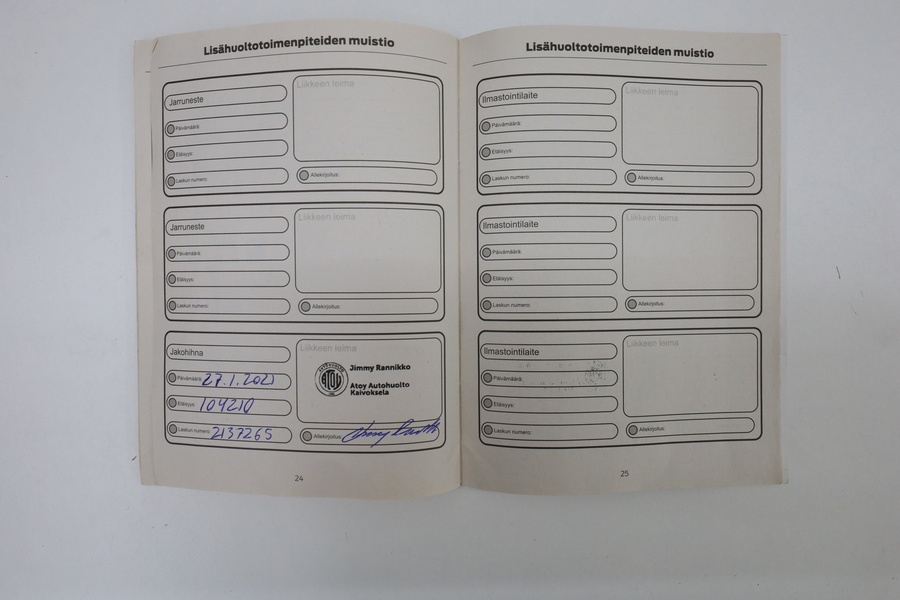 Lisähuoltotoimenpiteiden muistio
Jarruneste
Liikkeen leima
Päivämäärä:
Etäisyys:
Laskun numero:
Allekirjoitus:
Jarruneste
Liikkeen leima
Päivämäärä:
Etäisyys:
Laskun numero:
Allekirjoitus:
Jakohihna
Liikkeen leima
Päivämäärä: 27.1.2021
Etäisyys: 104210
Laskun numero: 2137265
ATOY
Jimmy Rannikko
Atoy Autohuolto
Kaivoksela
Allekirjoitus:
24
Lisähuoltotoimenpiteiden muistio
Ilmastointilaite
Liikkeen leima
Päivämäärä:
Etäisyys:
Laskun numero:
Allekirjoitus:
Ilmastointilaite
Liikkeen leima
Päivämäärä:
Etäisyys:
Laskun numero:
Allekirjoitus:
Ilmastointilaite
Liikkeen leima
Päivämäärä:
Etäisyys:
Laskun numero:
Allekirjoitus:
25